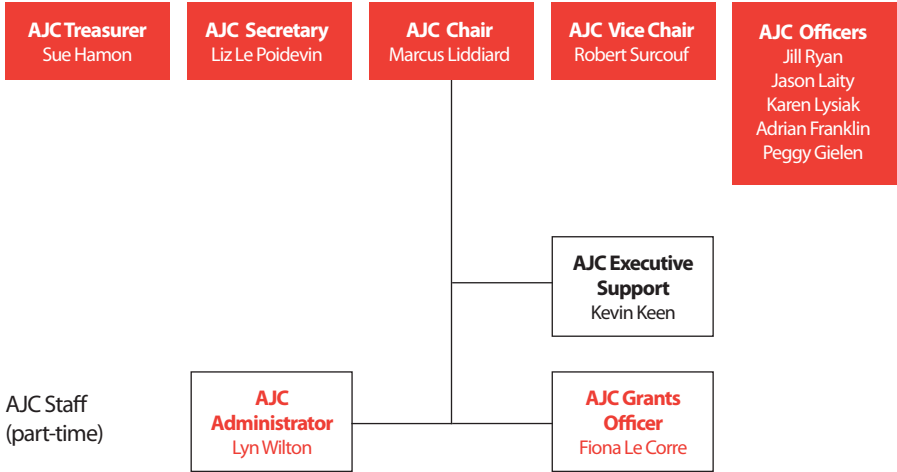 AJC Treasurer
Sue Hamon
AJC Secretary
Liz Le Poidevin
AJC Chair
Marcus Liddiard
AJC Vice Chair
Robert Surcouf
AJC Officers
Jill Ryan
Jason Laity
Karen Lysiak
Adrian Franklin
Peggy Gielen
AJC Executive
Support
Kevin Keen
AJC Staff
(part-time)
AJC
Administrator
Lyn Wilton
AJC Grants
Officer
Fiona Le Corre